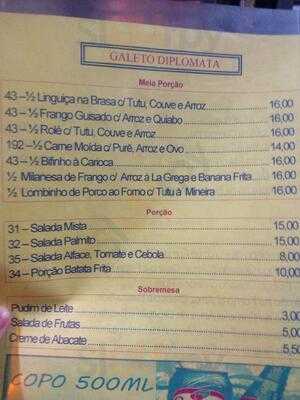 GALETO DIPLOMATA
Meia Porção
43 –½ Linguiça na Brasa c/ Tutu, Couve e Arroz 16,00
43 – ½ Frango Guisado c/ Arroz e Quiabo 16,00
43 – ½ Rolé c/ Tutu, Couve e Arroz 16,00
192 –½ Carne Moída c/ Purê, Arroz e Ovo 14,00
43 – ½ Bifinho à Carioca 16,00
½ Milanesa de Frango c/ Arroz à La Grega e Banana Frita 16,00
½ Lombinho de Porco ao Forno c/ Tutu à Mineira 16,00
Porção
31 – Salada Mista 15,00
32 – Salada Palmito 15,00
35 – Salada Alface, Tomate e Cebola 8,00
34 – Porção Batata Frita 10,00
Sobremesa
Pudim de Leite 3,00
Salada de Frutas 5,50
Creme de Abacate 5,50
COPO 500ML